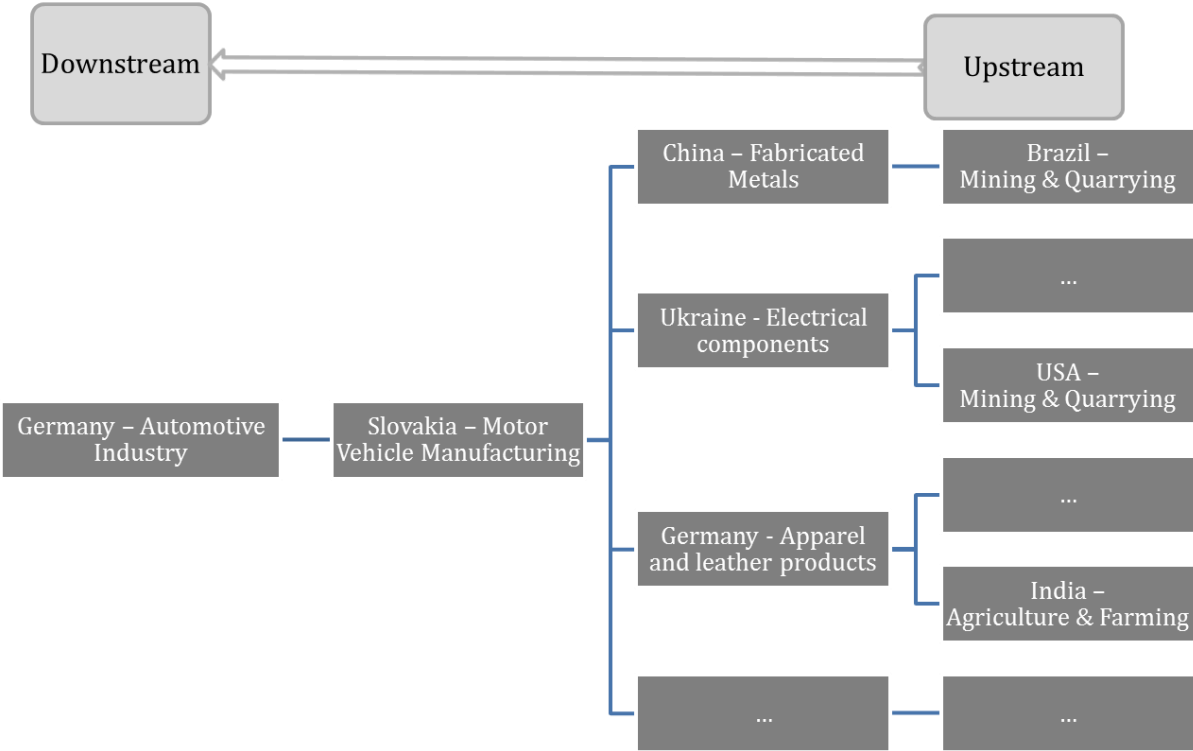 Downstream
Upstream
China – Fabricated
Metals
Brazil –
Mining & Quarrying
...
Ukraine - Electrical
components
USA –
Mining & Quarrying
Germany – Automotive
Industry
Slovakia – Motor
Vehicle Manufacturing
...
Germany - Apparel
and leather products
India –
Agriculture & Farming
...
...